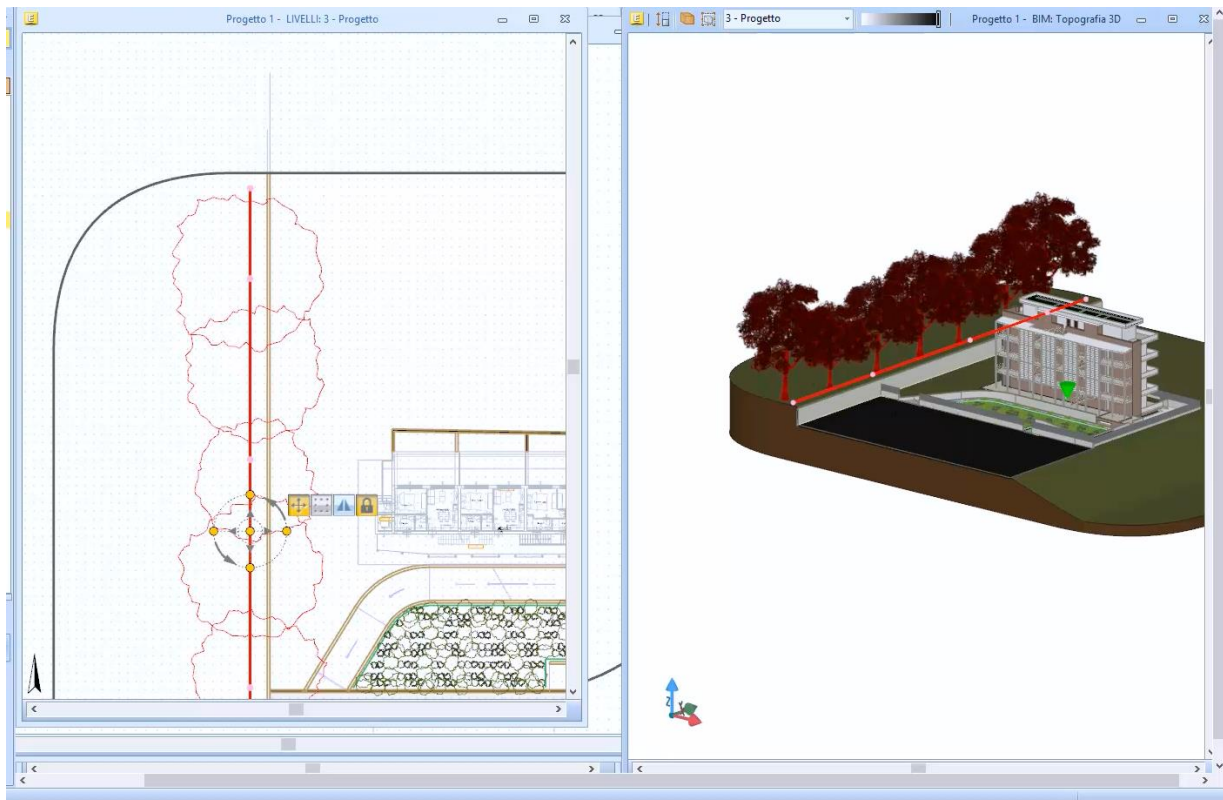 Progetto 1 - LIVELLI: 3 - Progetto
3 - Progetto
Progetto 1 - BIM: Topografia 3D
Z